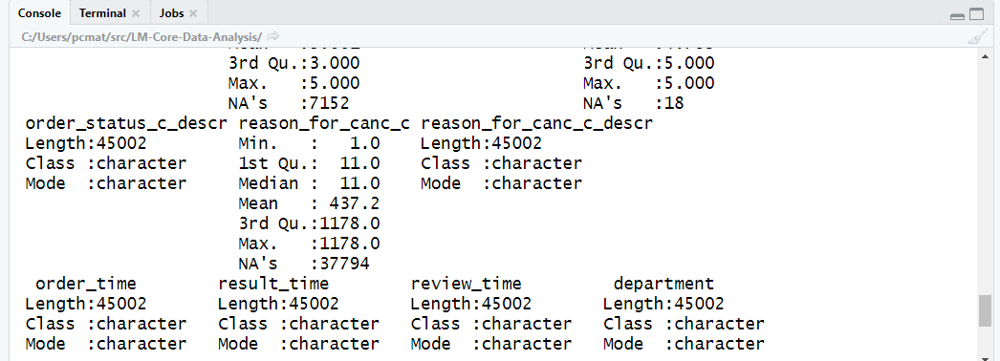 Console Terminal × Jobs ×
C:/Users/pcmat/src/LM-Core-Data-Analysis/
3rd Qu.:3.000 3rd Qu.:5.000
Max. :5.000 Max. :5.000
NA's :7152 NA's :18
order_status_c_descr reason_for_canc_c reason_for_canc_c_descr
Length:45002 Min. : 1.0 Length:45002
Class :character 1st Qu.: 11.0 Class :character
Mode :character Median : 11.0 Mode :character
Mean : 437.2
3rd Qu.:1178.0
Max. :1178.0
NA's :37794
order_time result_time review_time department
Length:45002 Length:45002 Length:45002 Length:45002
Class :character Class :character Class :character Class :character
Mode :character Mode :character Mode :character Mode :character